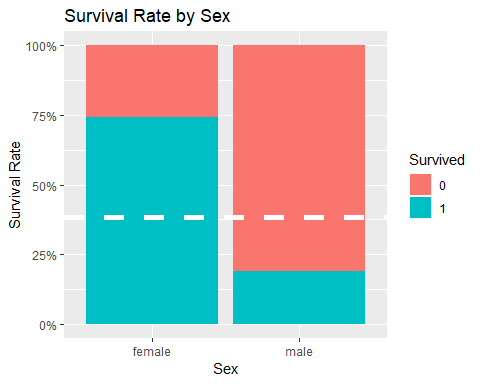 Survival Rate by Sex
100%
75%
50%
25%
0%
Survival Rate
female
male
Sex
Survived
0
1